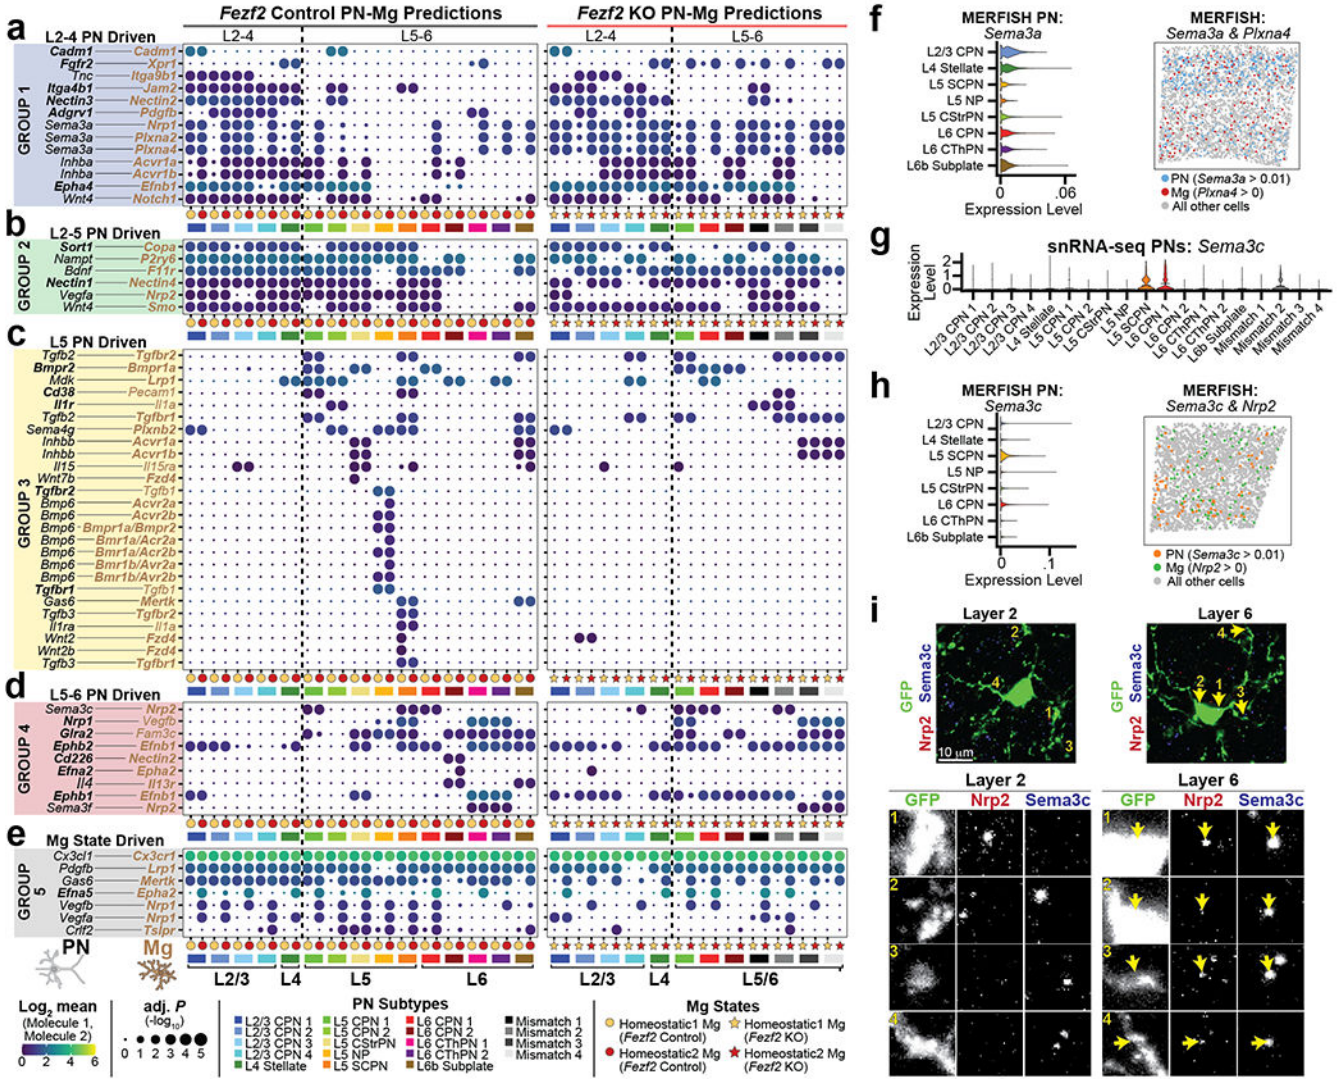 a
Fezf2 Control PN-Mg Predictions
Fezf2 KO PN-Mg Predictions
L2-4 PN Driven
L2-4
L5-6
L2-4
L5-6
GROUP 1
Cadm1 Cadm1
Fgfr2 Xpr1
Tnc Itga9b1
Itga4b1 Jam2
Nectin3 Nectin2
Adgrv1 Pdgfb
Sema3a Nrp1
Sema3a Plxna2
Sema3a Plxna4
Inhba Acvr1a
Inhba Acvr1b
Epha4 Efnb1
Wnt4 Notch1
b
L2-5 PN Driven
GROUP 2
Sort1 Copa
Nampt P2ry6
Bdnf F11r
Nectin1 Nectin4
Vegfa Nrp2
Wnt4 Smo
c
L5 PN Driven
GROUP 3
Tgfb2 Tgfbr2
Bmpr2 Bmpr1a
Mdk Lrp1
Cd38 Pecam1
Il1r Il1a
Tgfb2 Tgfbr1
Sema4g Plxnb2
Inhbb Acvr1a
Inhbb Acvr1b
Il15 Il15ra
Wnt7b Fzd4
Tgfbr2 Tgfb1
Bmp6 Acvr2a
Bmp6 Acvr2b
Bmp6 Bmpr1a/Bmpr2
Bmp6 Bmr1a/Acr2a
Bmp6 Bmr1a/Acr2b
Bmp6 Bmr1b/Avr2a
Bmp6 Bmr1b/Avr2b
Tgfbr1 Tgfb1
Gas6 Mertk
Tgfb3 Tgfbr2
Il1ra Il1a
Wnt2 Fzd4
Wnt2b Fzd4
Tgfb3 Tgfbr1
d
L5-6 PN Driven
GROUP 4
Sema3c Nrp2
Nrp1 Vegfb
Glra2 Fam3c
Ephb2 Efnb1
Cd226 Nectin2
Efna2 Epha2
Il4 Il13r
Ephb1 Efnb1
Sema3f Nrp2
e
Mg State Driven
GROUP 5
Cx3cl1 Cx3cr1
Pdgfb Lrp1
Gas6 Mertk
Efna5 Epha2
Vegfb Nrp1
Vegfa Nrp1
Crlf2 Tslpr
PN Mg
L2/3 L4 L5 L6
L2/3 L4 L5/6
Log2 mean
(Molecule 1,
Molecule 2)
0 2 4 6
adj. P
(-log10)
0 1 2 3 4 5
PN Subtypes
L2/3 CPN 1
L2/3 CPN 2
L2/3 CPN 3
L2/3 CPN 4
L4 Stellate
L5 CPN 1
L5 CPN 2
L5 CStrPN
L5 NP
L5 SCPN
L6 CPN 1
L6 CPN 2
L6 CThPN 1
L6 CThPN 2
L6b Subplate
Mismatch 1
Mismatch 2
Mismatch 3
Mismatch 4
Mg States
Homeostatic1 Mg
(Fezf2 Control)
Homeostatic2 Mg
(Fezf2 Control)
Homeostatic1 Mg
(Fezf2 KO)
Homeostatic2 Mg
(Fezf2 KO)
f
MERFISH PN:
Sema3a
L2/3 CPN
L4 Stellate
L5 SCPN
L5 NP
L5 CStrPN
L6 CPN
L6 CThPN
L6b Subplate
0 .06
Expression Level
MERFISH:
Sema3a & Plxna4
PN (Sema3a > 0.01)
Mg (Plxna4 > 0)
All other cells
g
snRNA-seq PNs: Sema3c
Expression
Level
2
1
0
L2/3 CPN 1
L2/3 CPN 2
L2/3 CPN 3
L2/3 CPN 4
L4 Stellate
L5 CPN 1
L5 CPN 2
L5 CStrPN
L5 NP
L5 SCPN
L6 CPN 1
L6 CPN 2
L6 CThPN 1
L6 CThPN 2
L6b Subplate
Mismatch 1
Mismatch 2
Mismatch 3
Mismatch 4
h
MERFISH PN:
Sema3c
L2/3 CPN
L4 Stellate
L5 SCPN
L5 NP
L5 CStrPN
L6 CPN
L6 CThPN
L6b Subplate
0 .1
Expression Level
MERFISH:
Sema3c & Nrp2
PN (Sema3c > 0.01)
Mg (Nrp2 > 0)
All other cells
i
Layer 2
Layer 6
Nrp2 GFP Sema3c
2
4
1
3
10 µm
Nrp2 GFP Sema3c
4
2
1
3
Layer 2
Layer 6
GFP Nrp2 Sema3c
GFP Nrp2 Sema3c
1
1
2
2
3
3
4
4